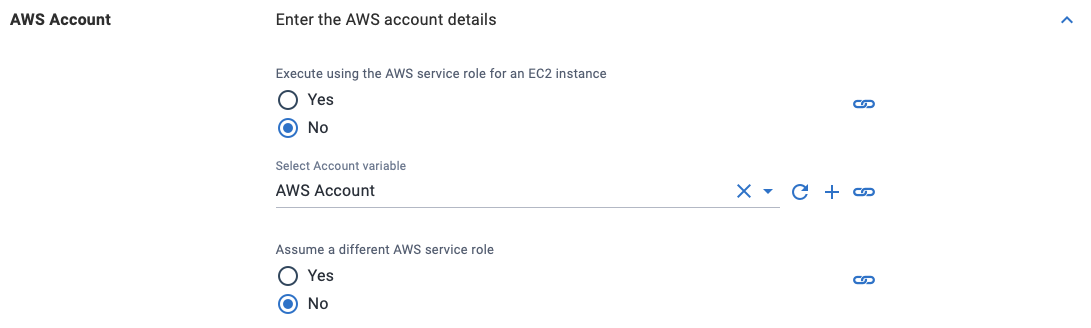 AWS Account
Enter the AWS account details
Execute using the AWS service role for an EC2 instance
Yes
No
Select Account variable
AWS Account
Assume a different AWS service role
Yes
No